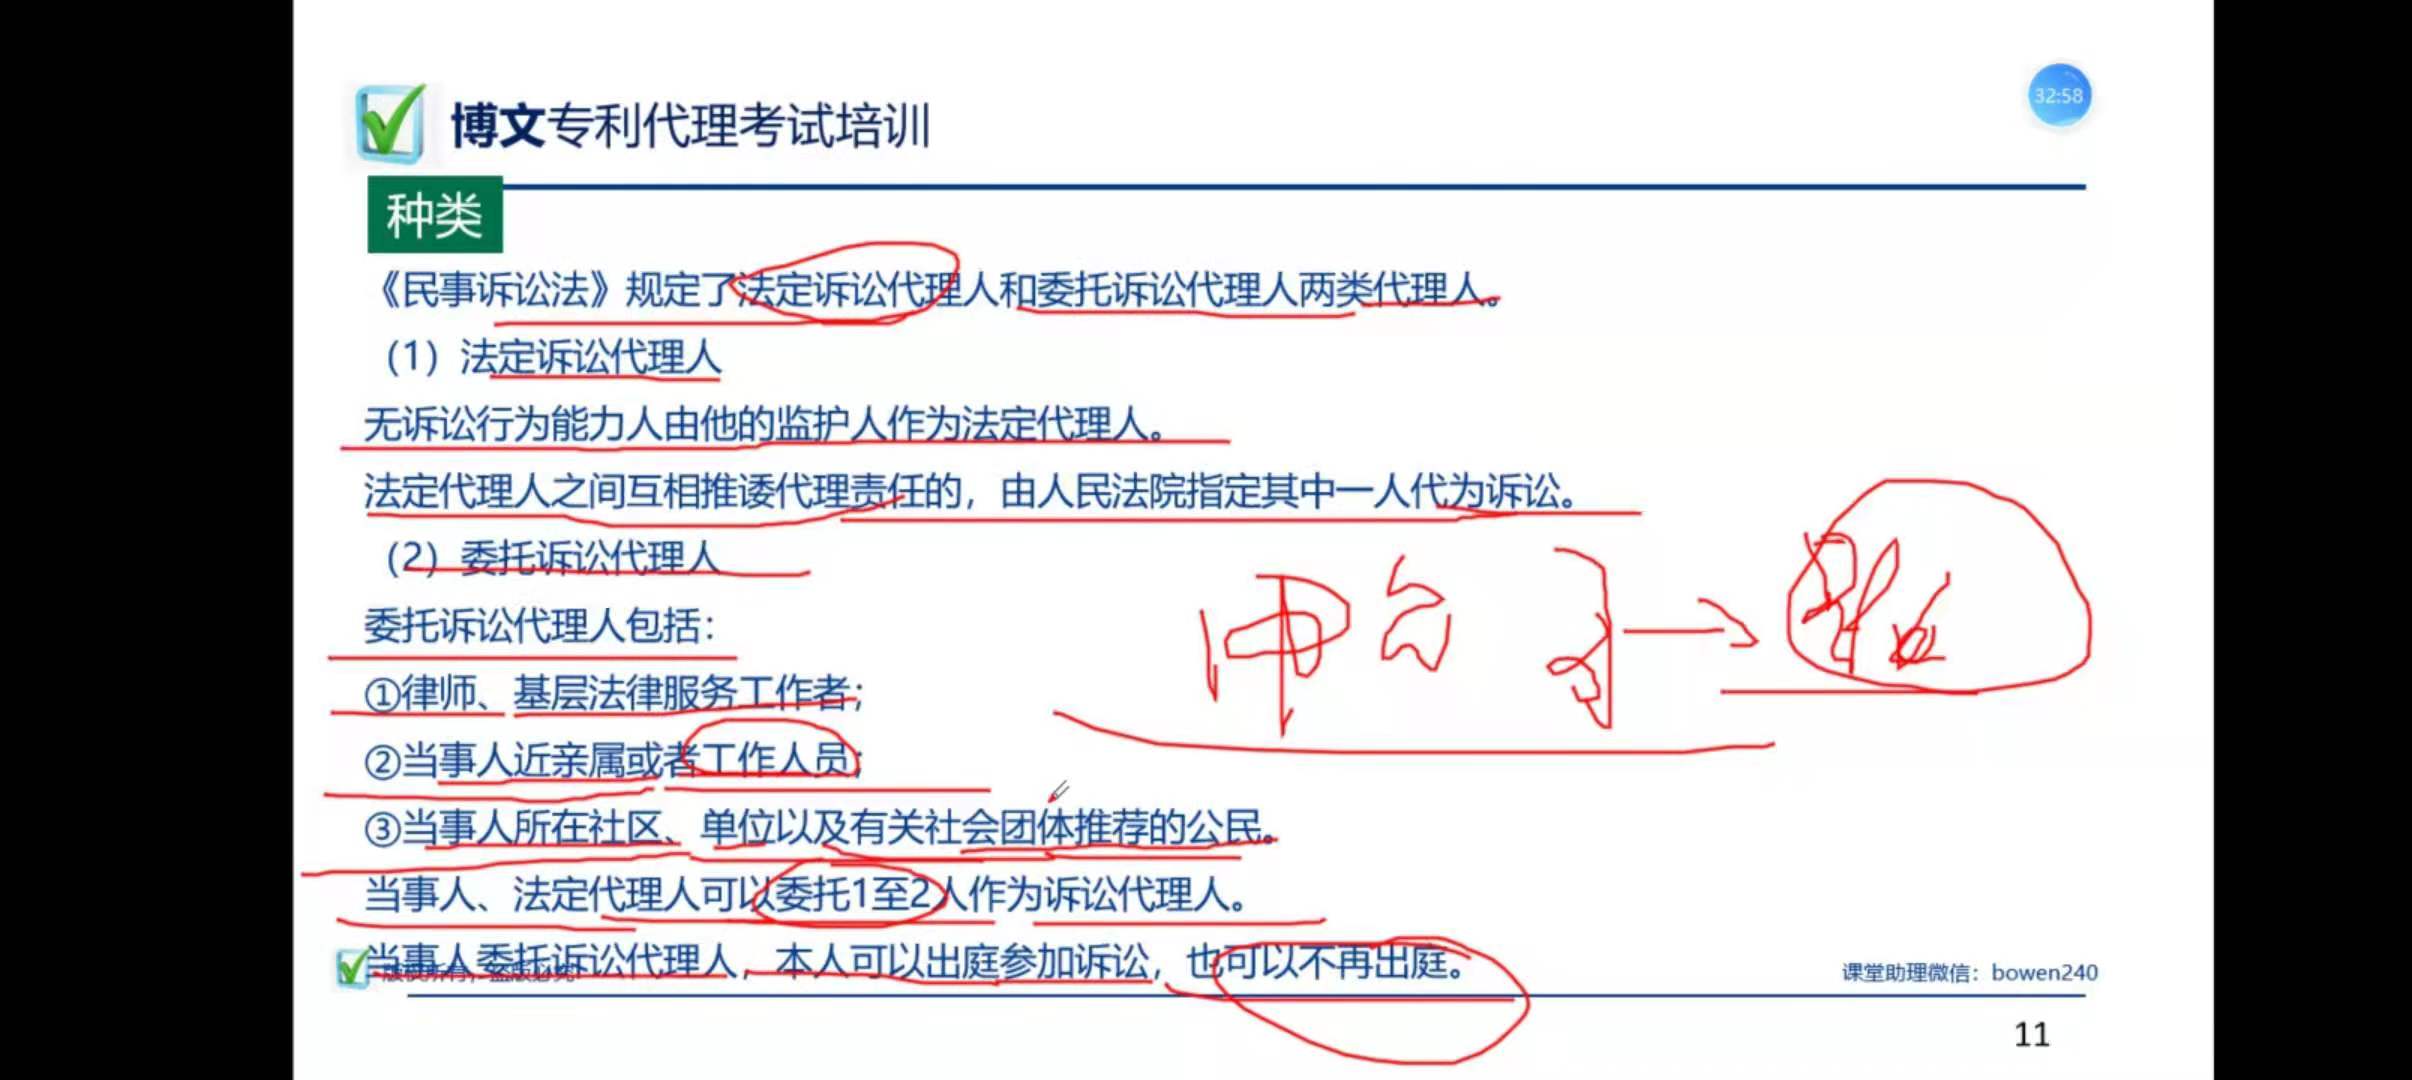 博文专利代理考试培训
32:58
种类
《民事诉讼法》规定了法定诉讼代理人和委托诉讼代理人两类代理人。
（1）法定诉讼代理人
无诉讼行为能力人由他的监护人作为法定代理人。
法定代理人之间互相推诿代理责任的，由人民法院指定其中一人代为诉讼。
（2）委托诉讼代理人
委托诉讼代理人包括：
①律师、基层法律服务工作者；
②当事人近亲属或者工作人员；
③当事人所在社区、单位以及有关社会团体推荐的公民。
当事人、法定代理人可以委托1至2人作为诉讼代理人。
当事人委托诉讼代理人，本人可以出庭参加诉讼，也可以不再出庭。
版权所有，盗版必究
课堂助理微信：bowen240
11